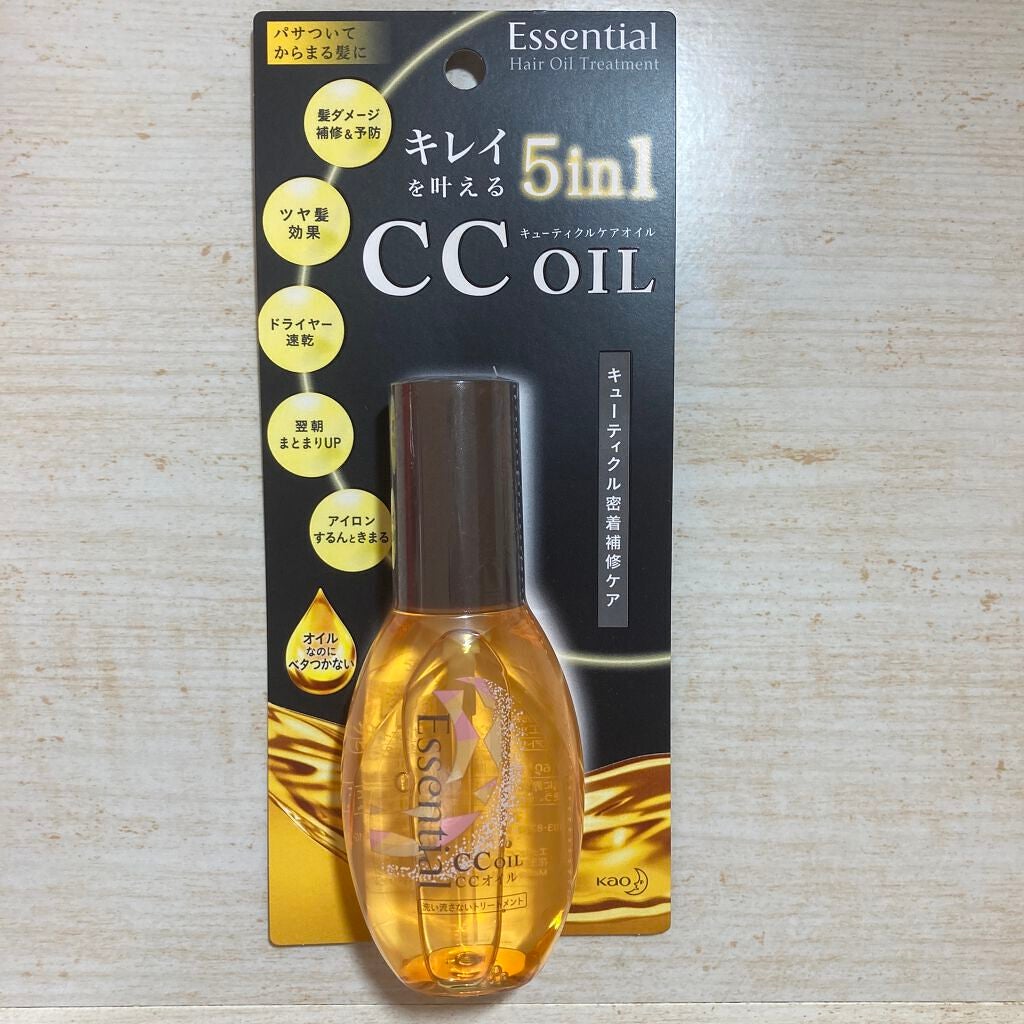 パサついて
からまる髪に
Essential
Hair Oil Treatment
髪ダメージ
補修&予防
キレイ
を叶える
5in1
ツヤ髪
効果
キューティクルケアオイル
CC OIL
ドライヤー
速乾
翌朝
まとまりUP
アイロン
するんときまる
キューティクル密着補修ケア
オイル
なのに
ベタつかない
Essential
CC OIL
CCオイル
洗い流さないトリートメント
Kao